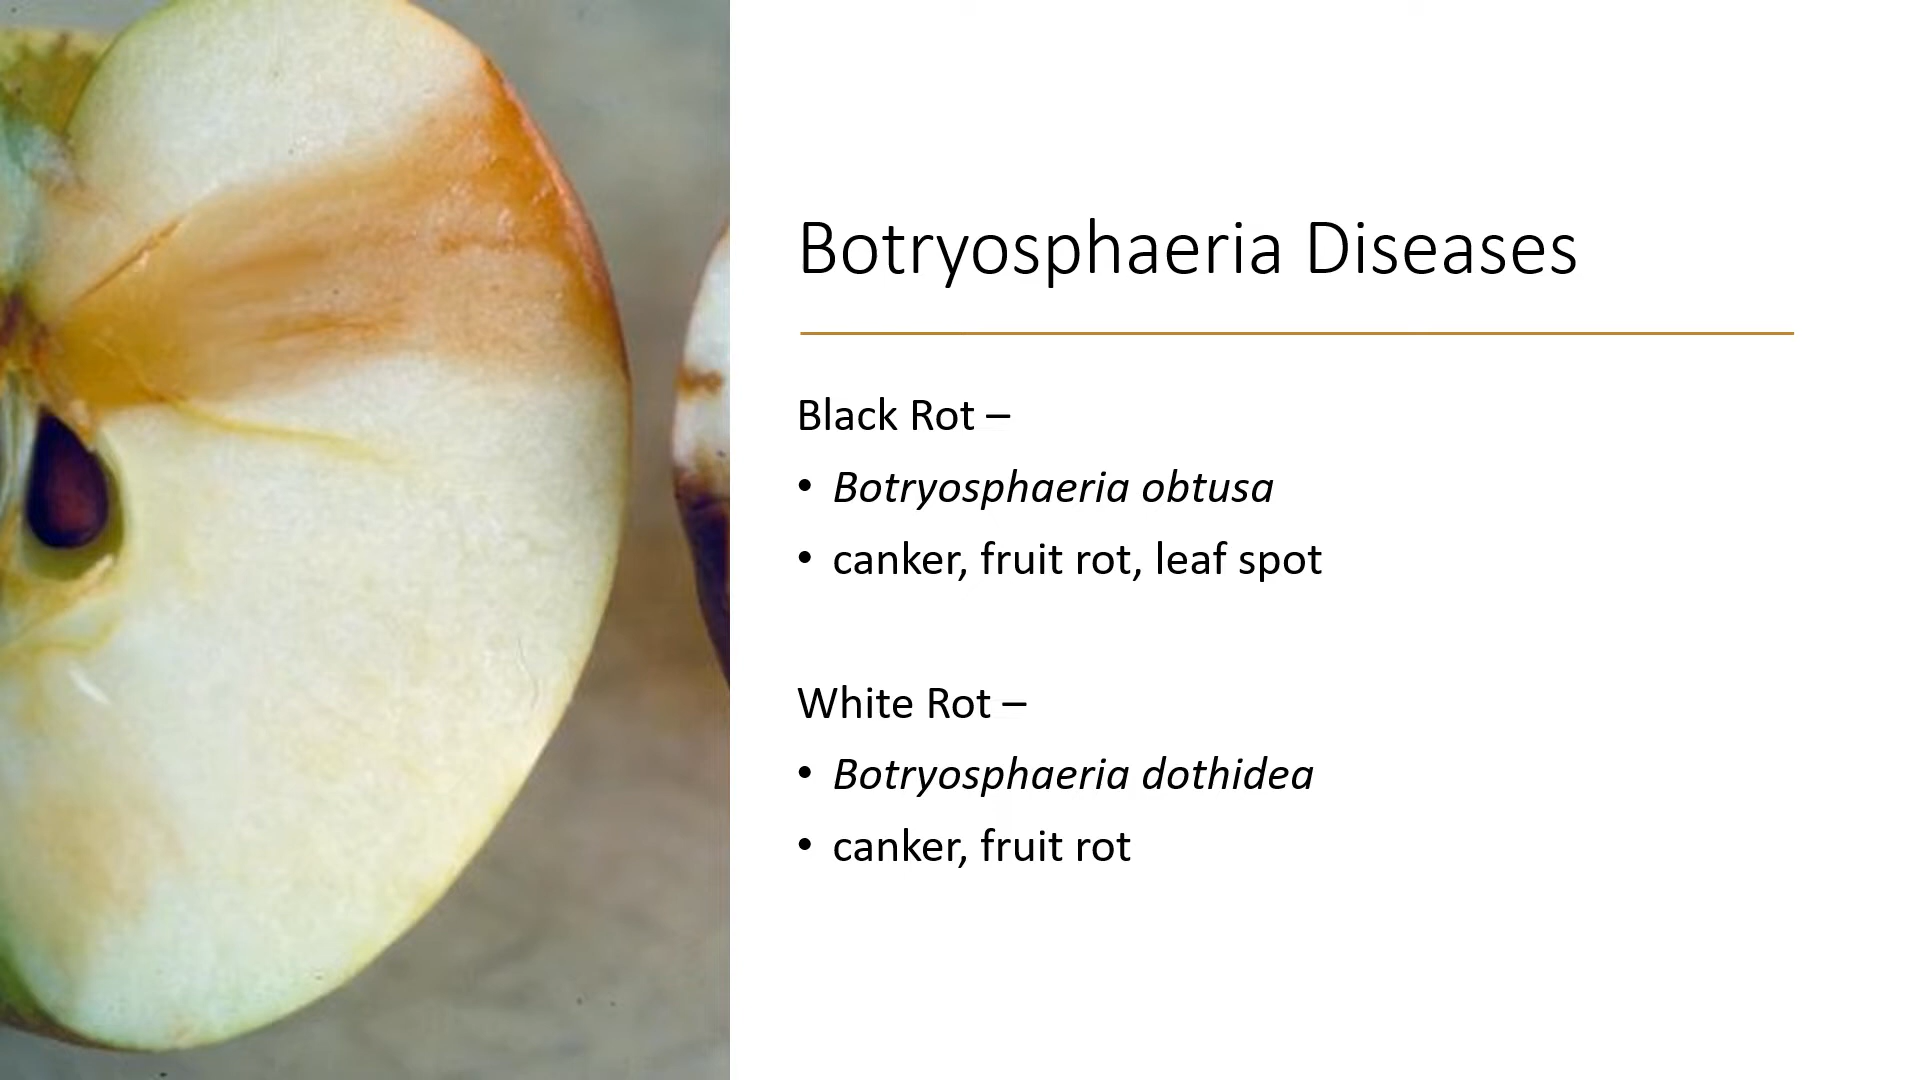 Botryosphaeria Diseases
Black Rot –
• Botryosphaeria obtusa
• canker, fruit rot, leaf spot
White Rot –
• Botryosphaeria dothidea
• canker, fruit rot